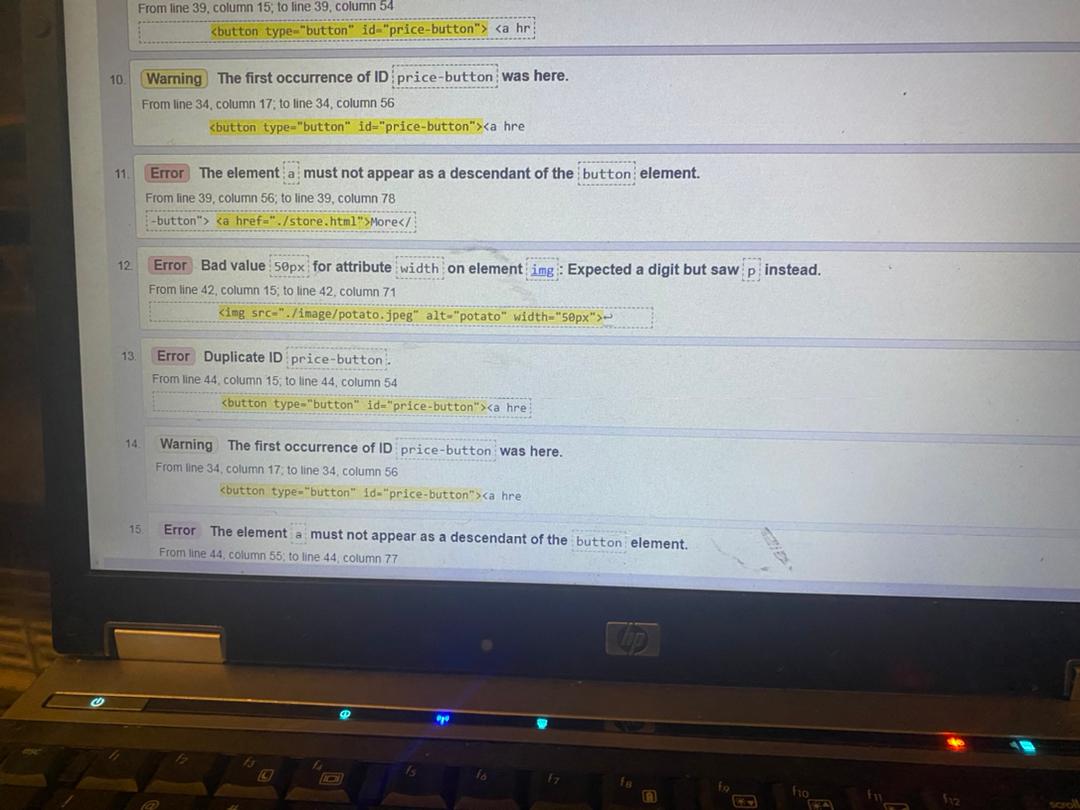 From line 39, column 15; to line 39, column 54
<button type="button" id="price-button"> <a hr
10. Warning The first occurrence of ID price-button was here.
From line 34, column 17; to line 34, column 56
<button type="button" id="price-button"><a hre
11. Error The element a must not appear as a descendant of the button element.
From line 39, column 56; to line 39, column 78
-button"> <a href="./store.html">More</
12. Error Bad value 50px for attribute width on element img: Expected a digit but saw p instead.
From line 42, column 15; to line 42, column 71
<img src="./image/potato.jpeg" alt="potato" width="50px">↩
13. Error Duplicate ID price-button.
From line 44, column 15; to line 44, column 54
<button type="button" id="price-button"><a hre
14. Warning The first occurrence of ID price-button was here.
From line 34, column 17; to line 34, column 56
<button type="button" id="price-button"><a hre
15. Error The element a must not appear as a descendant of the button element.
From line 44, column 55; to line 44, column 77
hp
esc f1 f2 f3 f4 f5 f6 f7 f8 f9 f10 f11 f12 scroll
! @